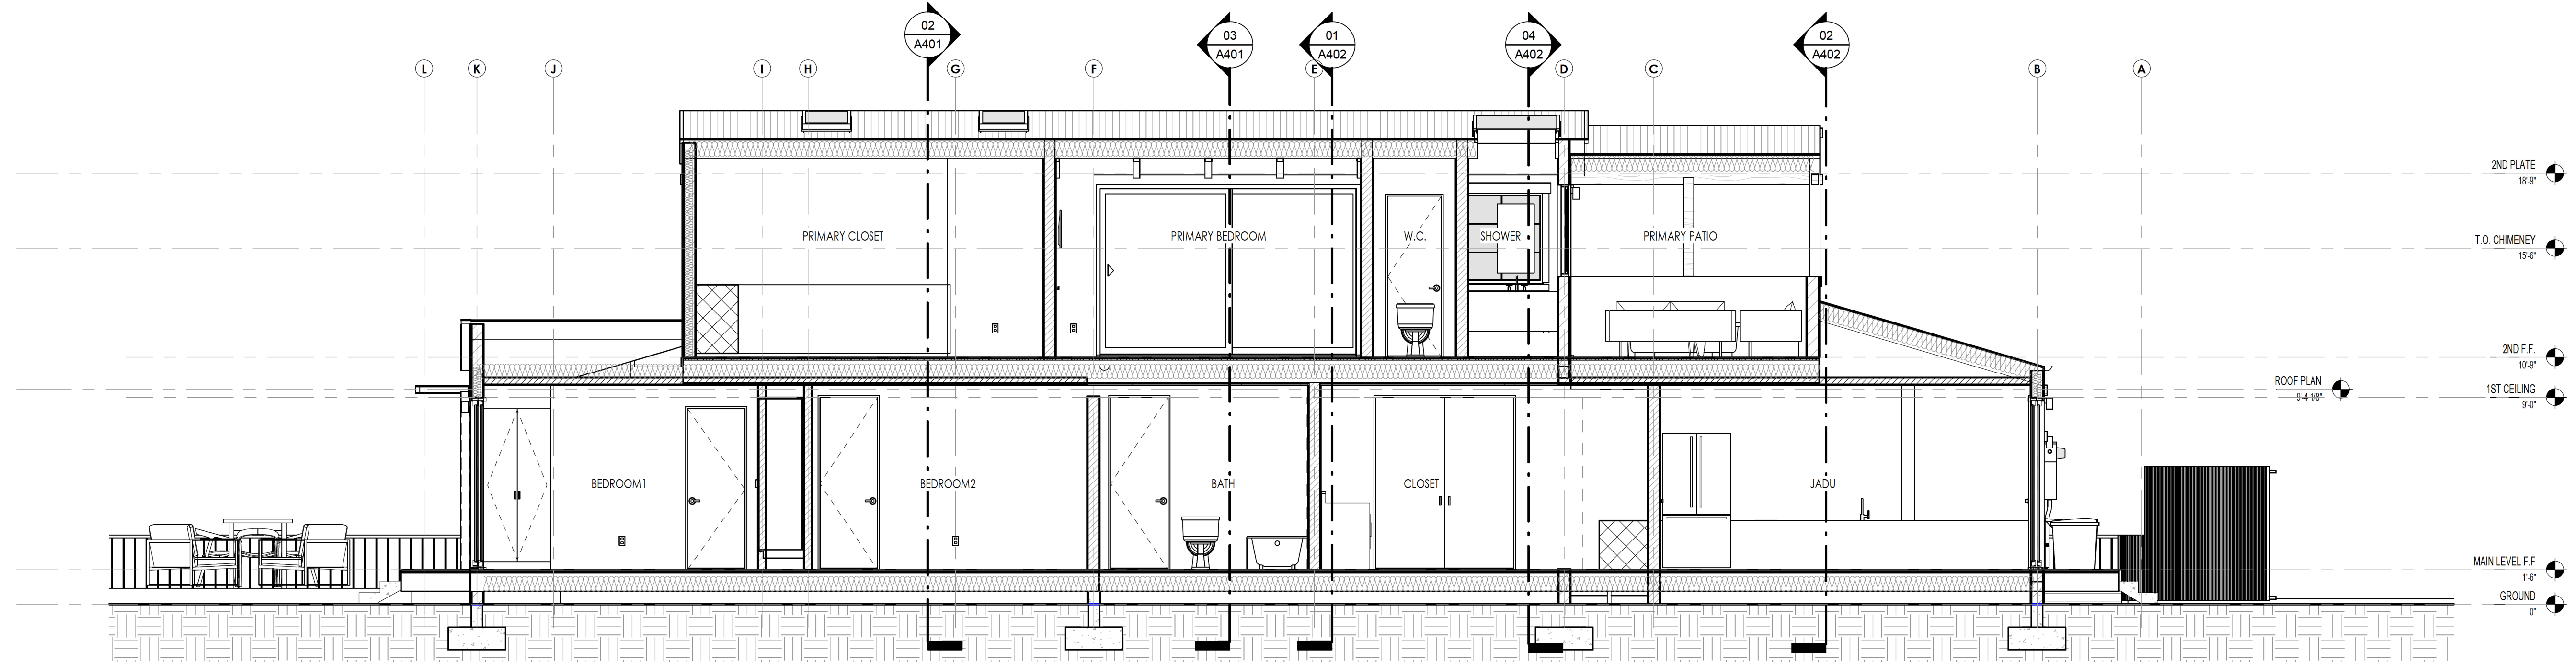 02
A401
03
A401
01
A402
04
A402
02
A402
L
K
J
I
H
G
F
E
D
C
B
A
2ND PLATE
18'-9"
PRIMARY CLOSET
PRIMARY BEDROOM
W.C.
SHOWER
PRIMARY PATIO
T.O. CHIMENEY
15'-0"
2ND F.F.
10'-9"
ROOF PLAN
9'-4 1/8"
1ST CEILING
9'-0"
BEDROOM1
BEDROOM2
BATH
CLOSET
JADU
MAIN LEVEL F.F
1'-6"
GROUND
0"